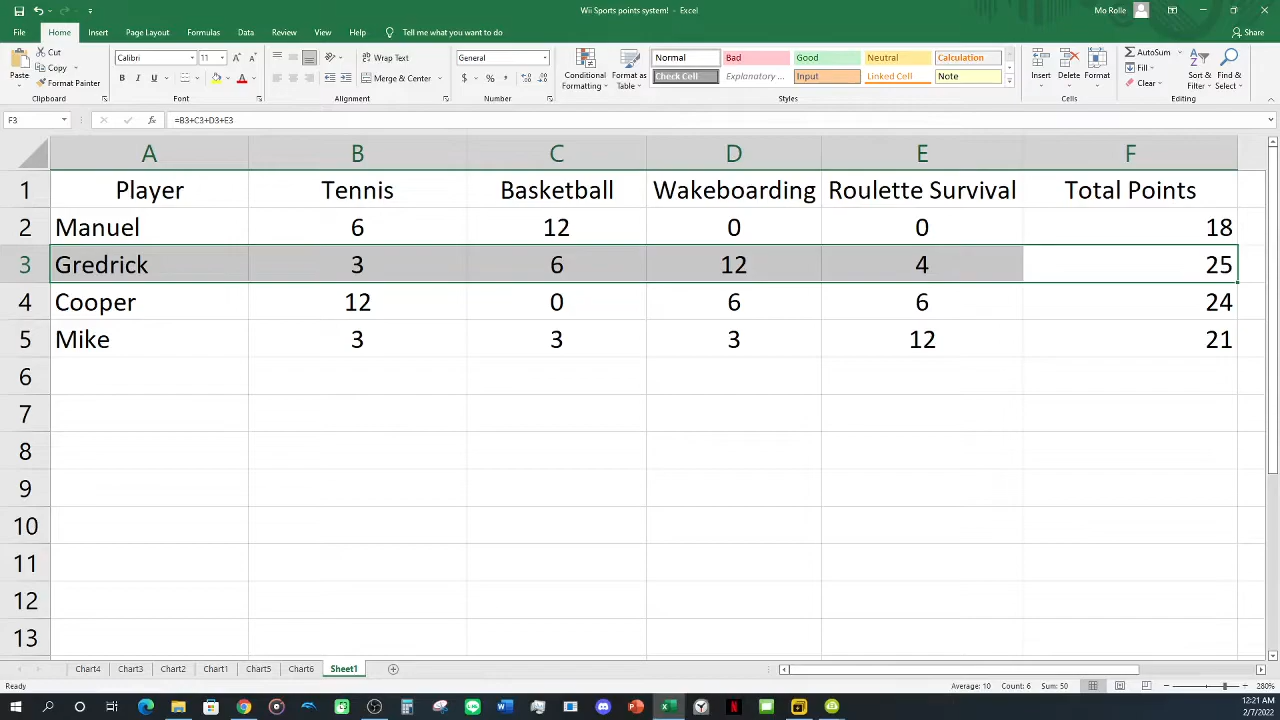 Wii Sports points system! - Excel
Mo Rolle
File Home Insert Page Layout Formulas Data Review View Help Tell me what you want to do Share
Paste Cut Copy Format Painter Clipboard
Calibri 11 B I U A Font
Wrap Text Merge & Center Alignment
General $ % Number
Conditional Formatting Format as Table
Normal Bad Good Neutral Calculation
Check Cell Explanatory ... Input Linked Cell Note
Styles
Insert Delete Format Cells
AutoSum Fill Clear Sort & Filter Find & Select Editing
F3 fx =B3+C3+D3+E3
A B C D E F
1 Player Tennis Basketball Wakeboarding Roulette Survival Total Points
2 Manuel 6 12 0 0 18
3 Gredrick 3 6 12 4 25
4 Cooper 12 0 6 6 24
5 Mike 3 3 3 12 21
6
7
8
9
10
11
12
13
Chart4 Chart3 Chart2 Chart1 Chart5 Chart6 Sheet1
Ready Average: 10 Count: 6 Sum: 50 280%
12:21 AM
2/7/2022